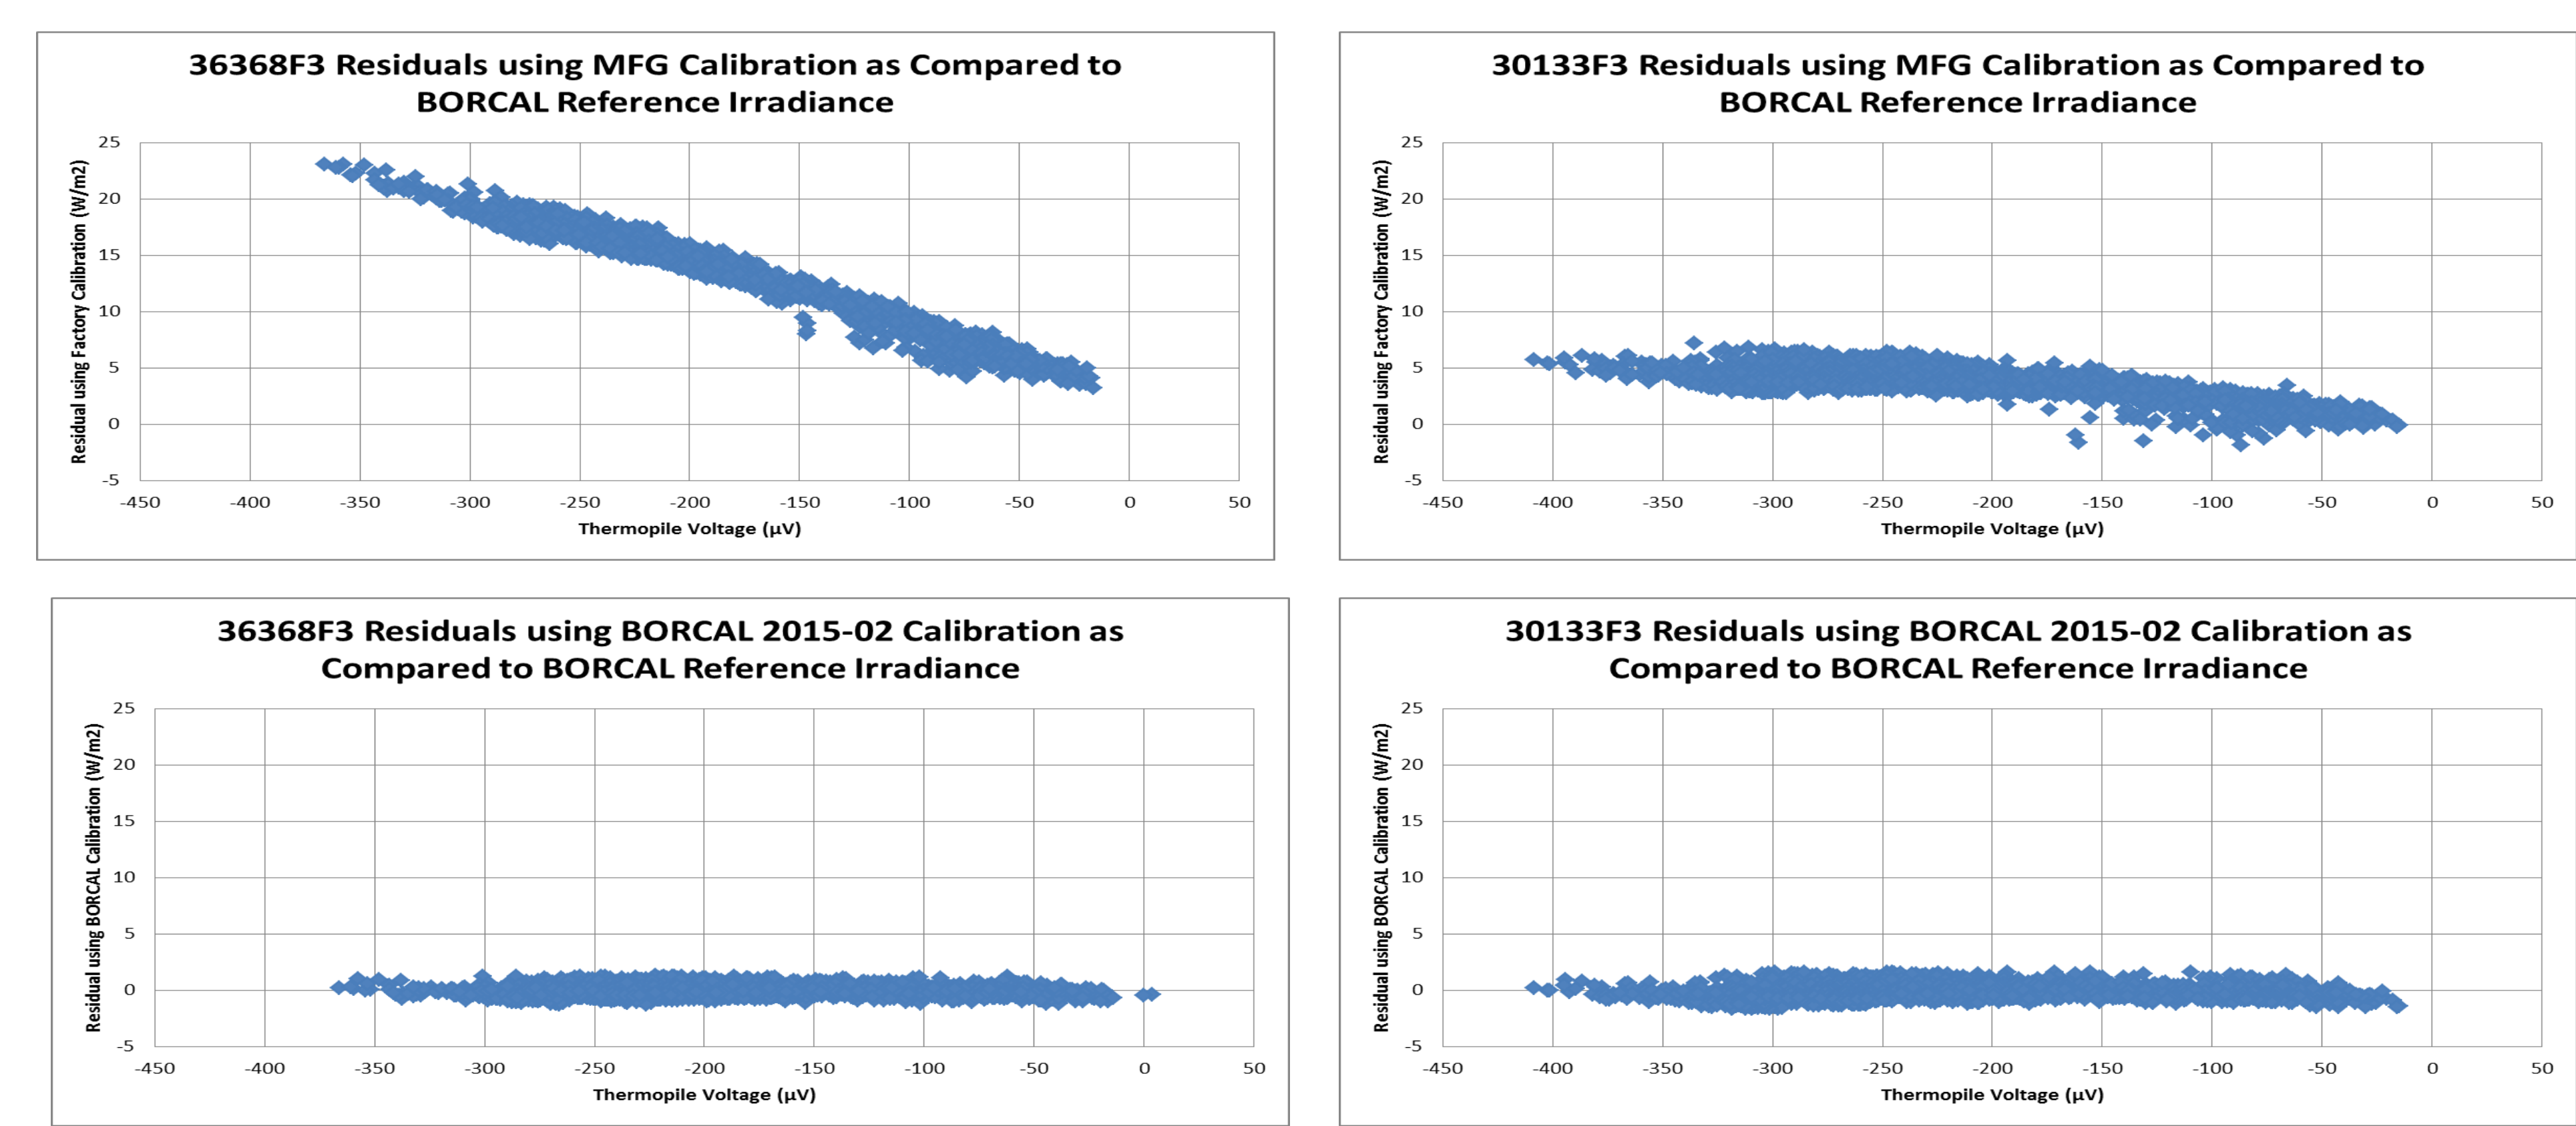 36368F3 Residuals using MFG Calibration as Compared to
BORCAL Reference Irradiance
Residual using Factory Calibration (W/m2)
25
20
15
10
5
0
-5
-450 -400 -350 -300 -250 -200 -150 -100 -50 0 50
Thermopile Voltage (µV)
30133F3 Residuals using MFG Calibration as Compared to
BORCAL Reference Irradiance
Residual using Factory Calibration (W/m2)
25
20
15
10
5
0
-5
-450 -400 -350 -300 -250 -200 -150 -100 -50 0 50
Thermopile Voltage (µV)
36368F3 Residuals using BORCAL 2015-02 Calibration as
Compared to BORCAL Reference Irradiance
Residual using BORCAL Calibration (W/m2)
25
20
15
10
5
0
-5
-450 -400 -350 -300 -250 -200 -150 -100 -50 0 50
Thermopile Voltage (µV)
30133F3 Residuals using BORCAL 2015-02 Calibration as
Compared to BORCAL Reference Irradiance
Residual using BORCAL Calibration (W/m2)
25
20
15
10
5
0
-5
-450 -400 -350 -300 -250 -200 -150 -100 -50 0 50
Thermopile Voltage (µV)